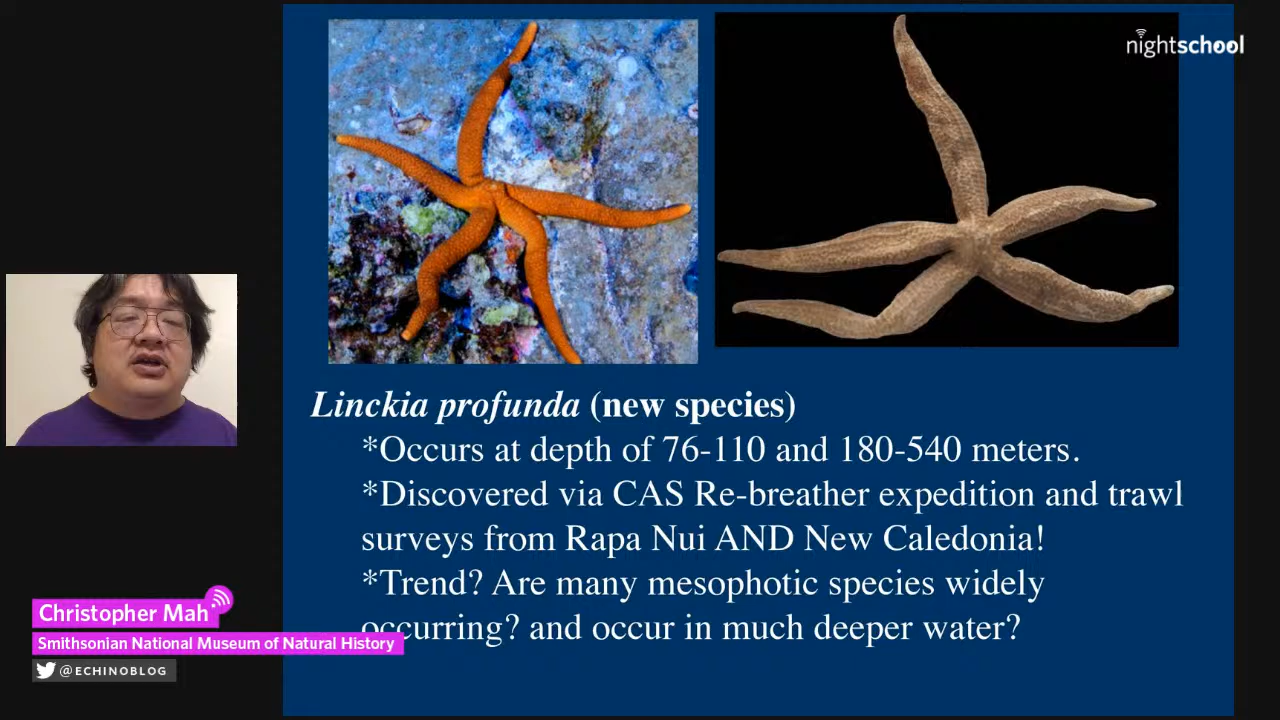 nightschool
Linckia profunda (new species)
*Occurs at depth of 76-110 and 180-540 meters.
*Discovered via CAS Re-breather expedition and trawl
surveys from Rapa Nui AND New Caledonia!
*Trend? Are many mesophotic species widely
occurring? and occur in much deeper water?
Christopher Mah
Smithsonian National Museum of Natural History
@ECHINOBLOG